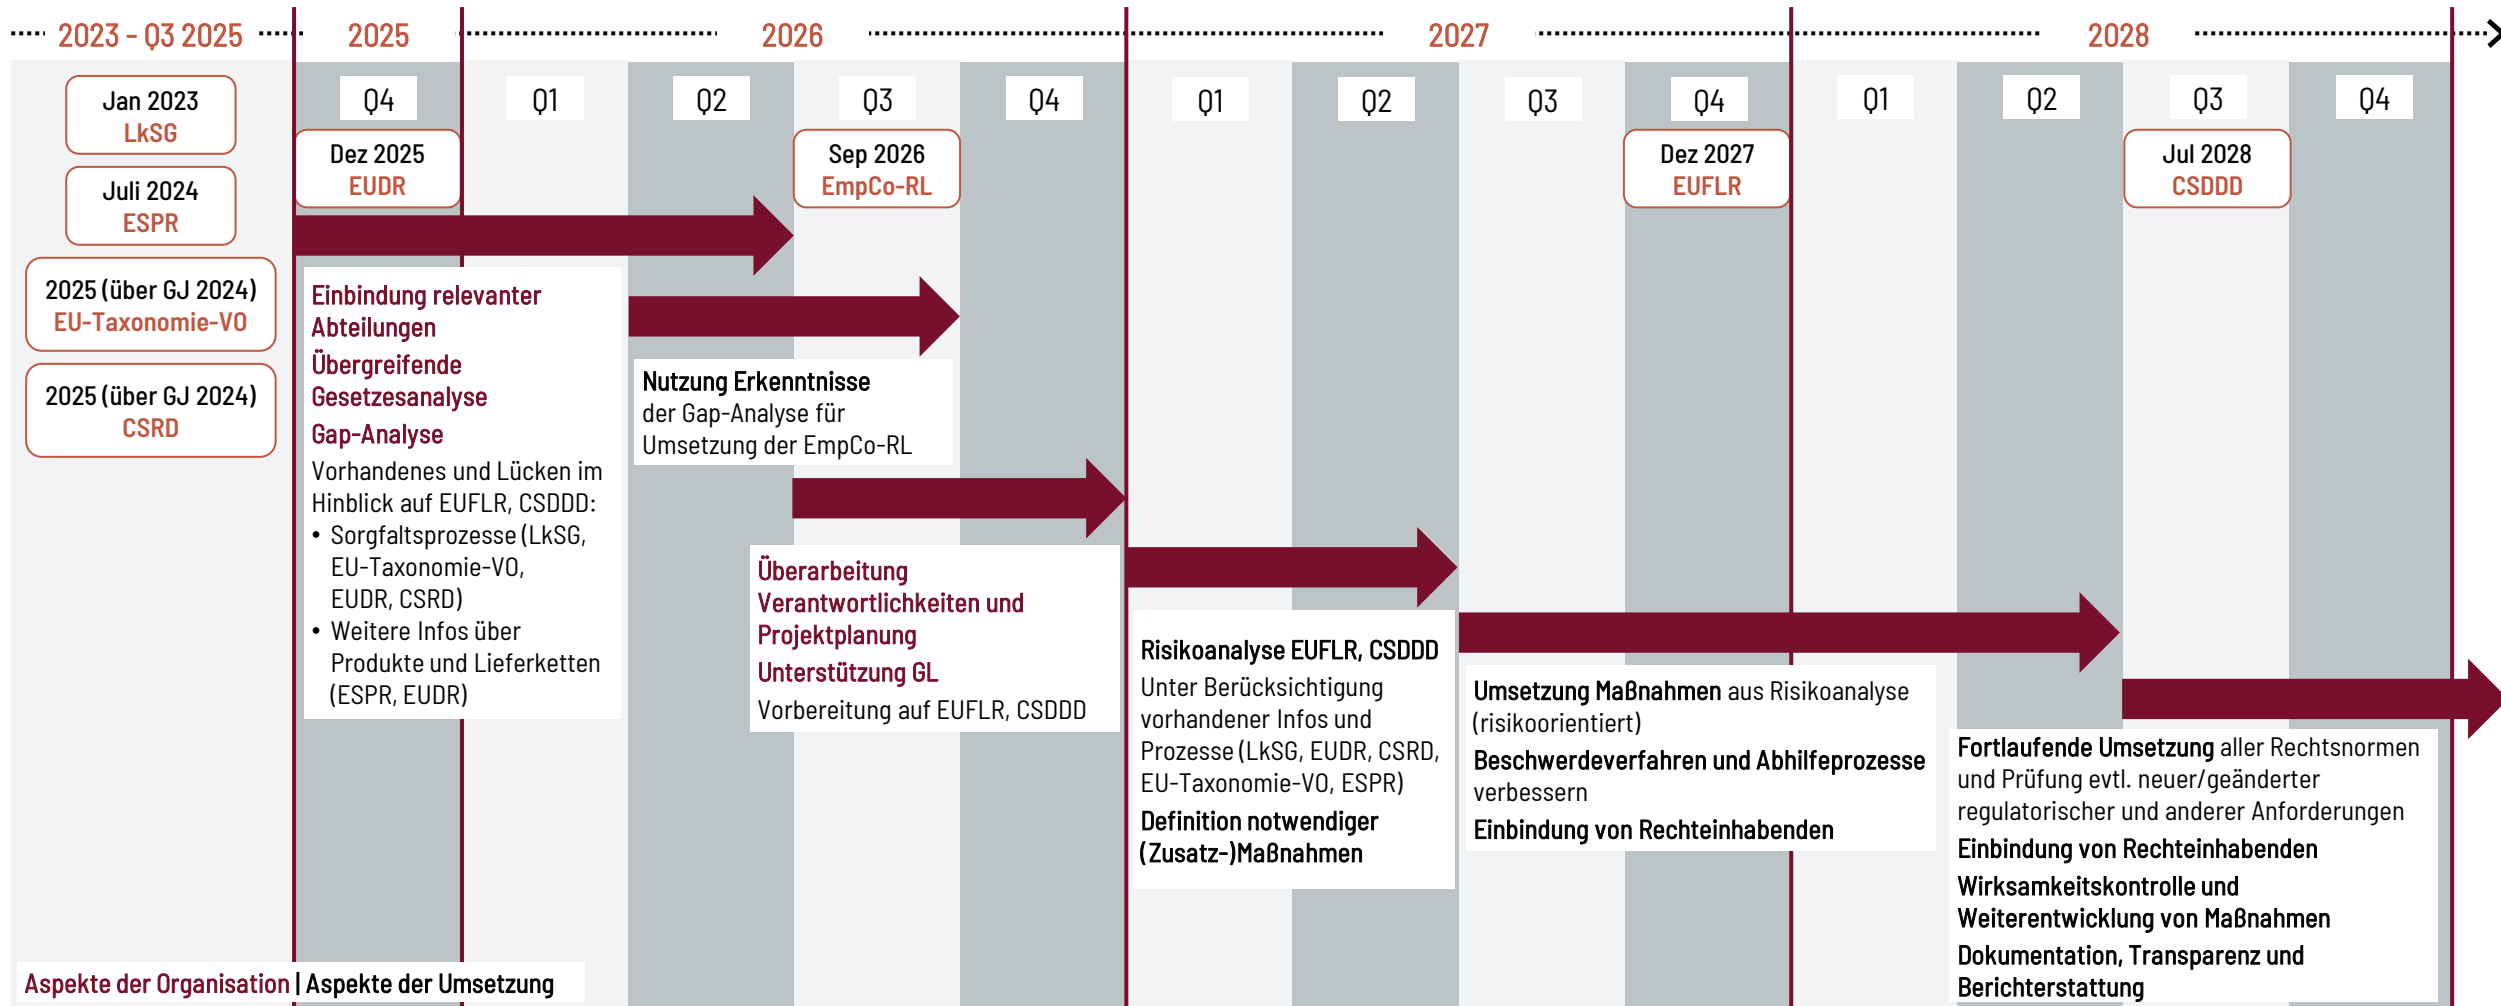 2023 - Q3 2025
2025
2026
2027
2028
Q4
Q1
Q2
Q3
Q4
Q1
Q2
Q3
Q4
Q1
Q2
Q3
Q4
Jan 2023
LkSG
Juli 2024
ESPR
2025 (über GJ 2024)
EU-Taxonomie-VO
2025 (über GJ 2024)
CSRD
Dez 2025
EUDR
Sep 2026
EmpCo-RL
Dez 2027
EUFLR
Jul 2028
CSDDD
Einbindung relevanter
Abteilungen
Übergreifende
Gesetzesanalyse
Gap-Analyse
Vorhandenes und Lücken im
Hinblick auf EUFLR, CSDDD:
• Sorgfaltsprozesse (LkSG,
EU-Taxonomie-VO,
EUDR, CSRD)
• Weitere Infos über
Produkte und Lieferketten
(ESPR, EUDR)
Nutzung Erkenntnisse
der Gap-Analyse für
Umsetzung der EmpCo-RL
Überarbeitung
Verantwortlichkeiten und
Projektplanung
Unterstützung GL
Vorbereitung auf EUFLR, CSDDD
Risikoanalyse EUFLR, CSDDD
Unter Berücksichtigung
vorhandener Infos und
Prozesse (LkSG, EUDR, CSRD,
EU-Taxonomie-VO, ESPR)
Definition notwendiger
(Zusatz-)Maßnahmen
Umsetzung Maßnahmen aus Risikoanalyse
(risikoorientiert)
Beschwerdeverfahren und Abhilfeprozesse
verbessern
Einbindung von Rechteinhabenden
Fortlaufende Umsetzung aller Rechtsnormen
und Prüfung evtl. neuer/geänderter
regulatorischer und anderer Anforderungen
Einbindung von Rechteinhabenden
Wirksamkeitskontrolle und
Weiterentwicklung von Maßnahmen
Dokumentation, Transparenz und
Berichterstattung
Aspekte der Organisation | Aspekte der Umsetzung